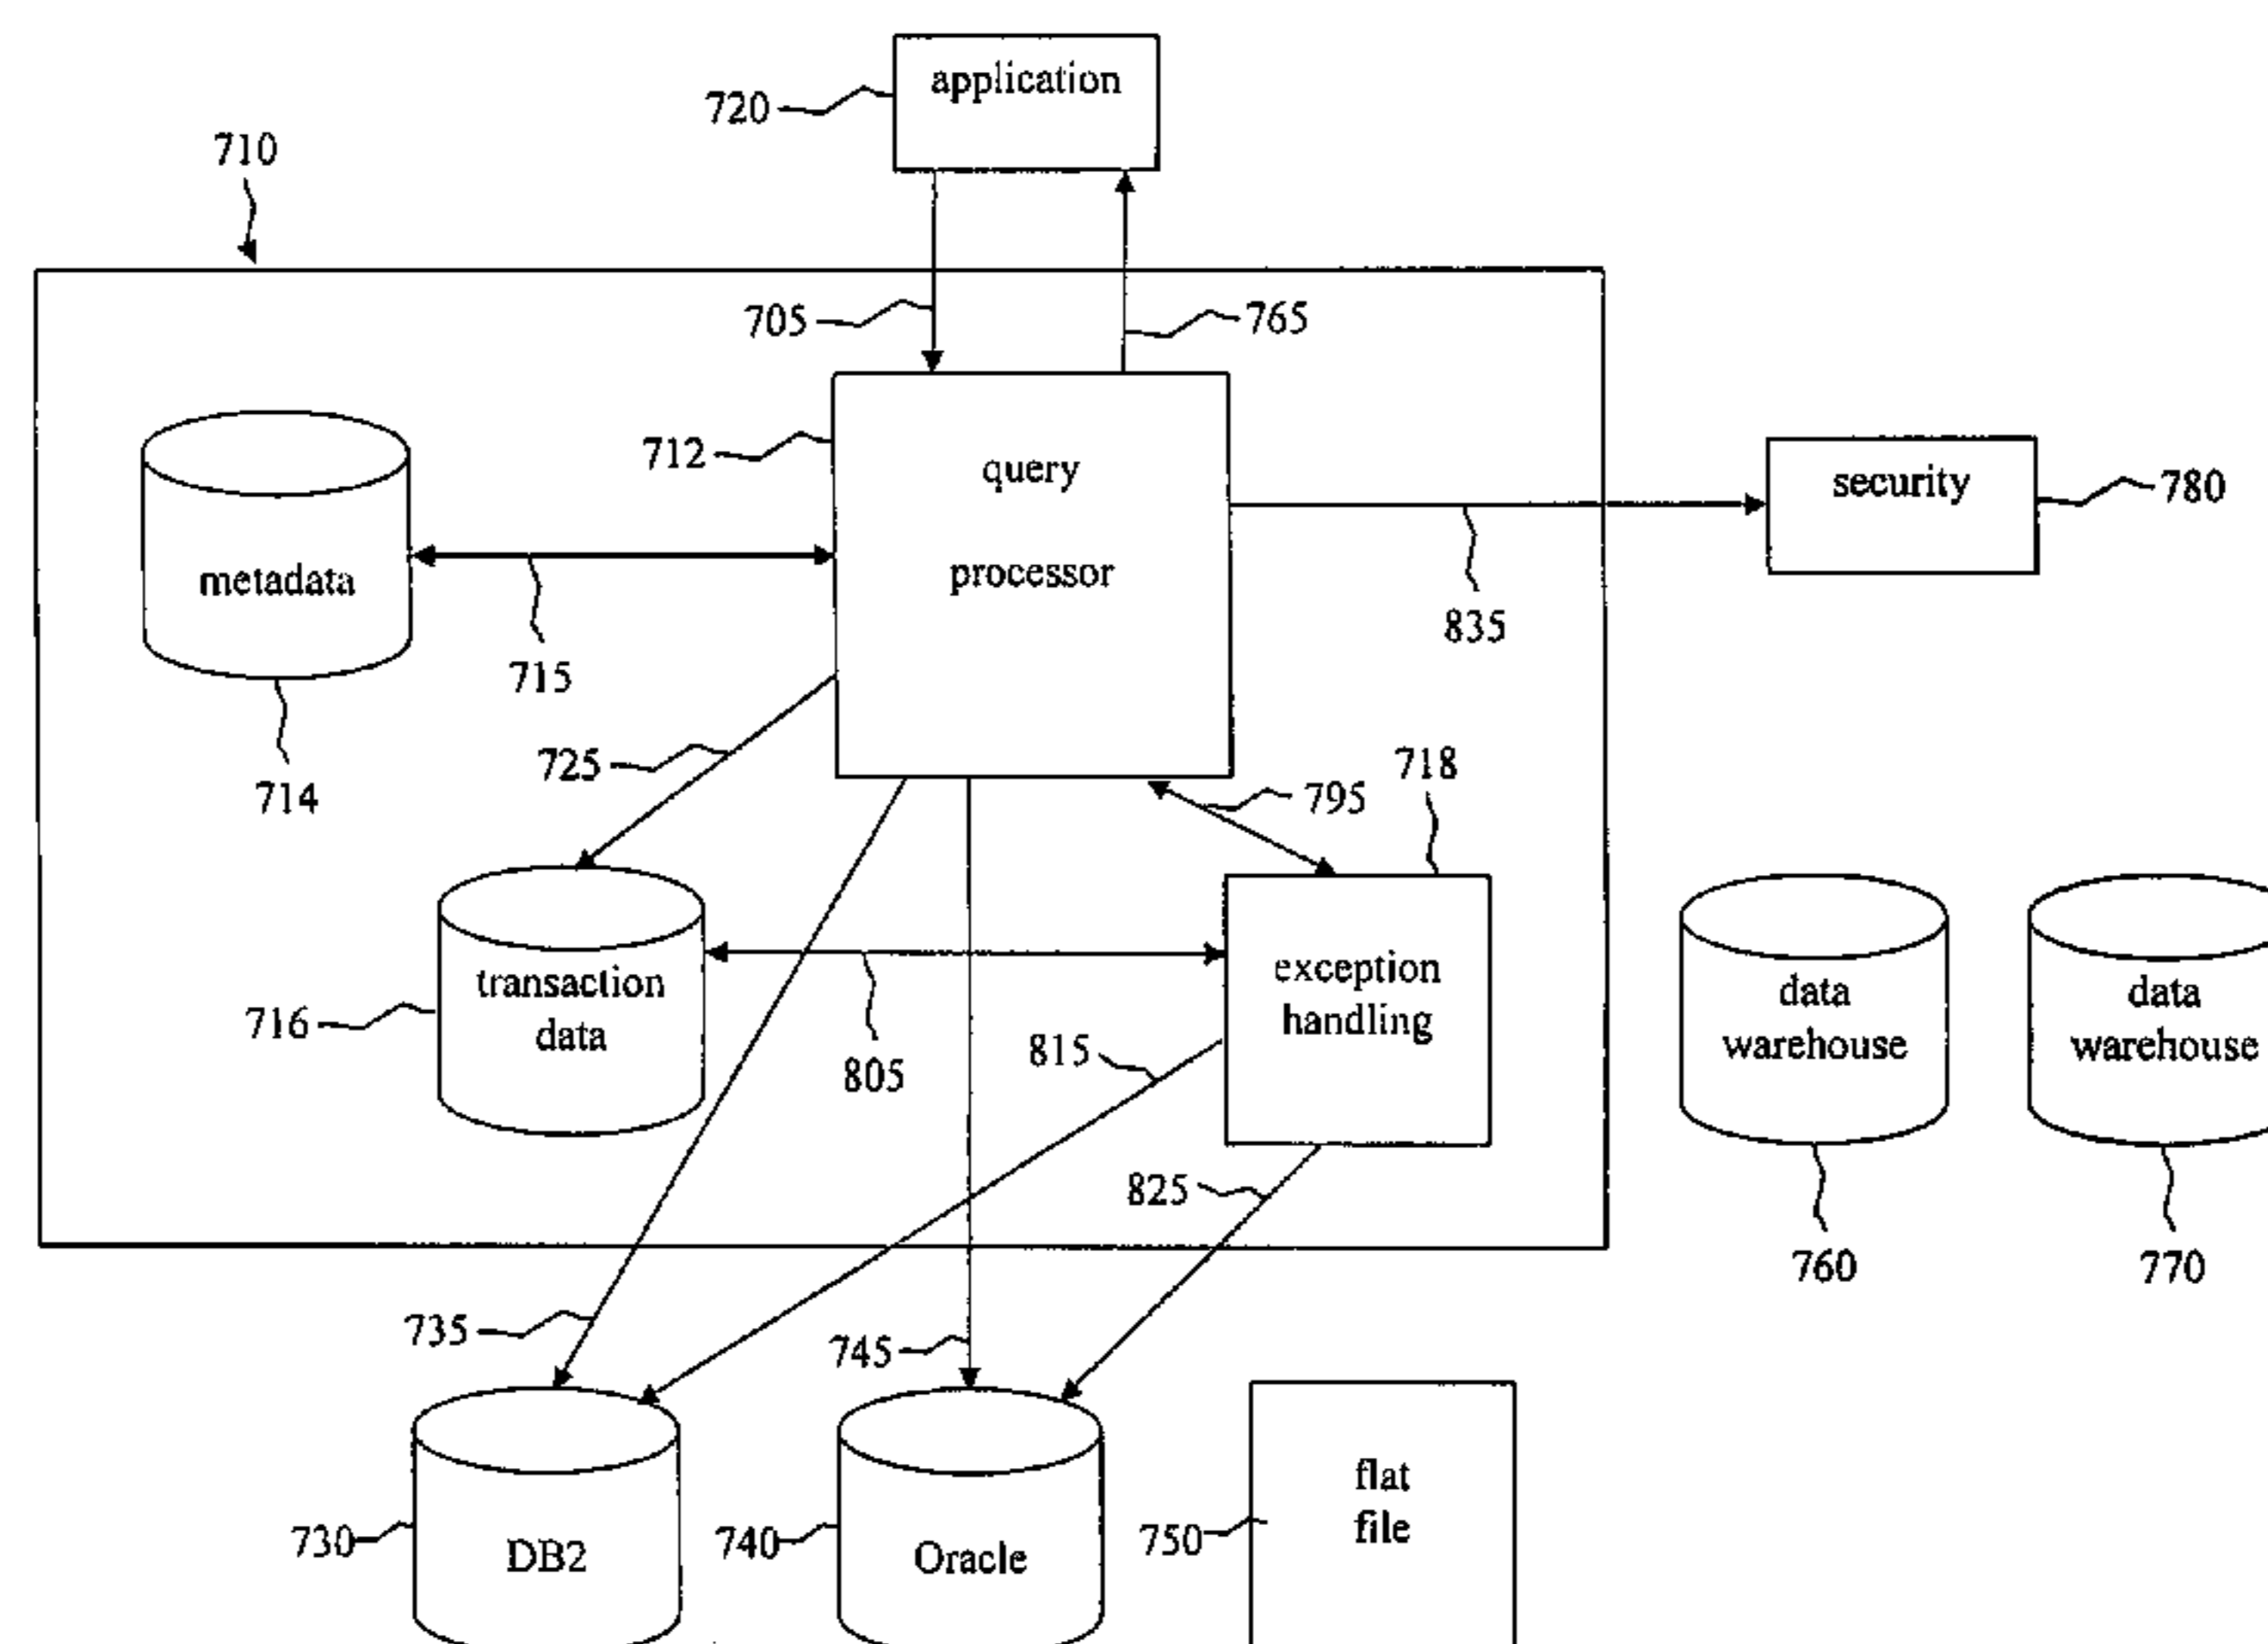 application
720
710
705
765
712
query
processor
security
780
metadata
715
835
714
725
795
718
transaction
data
716
805
exception
handling
815
825
data
warehouse
760
data
warehouse
770
735
745
730
DB2
740
Oracle
750
flat
file